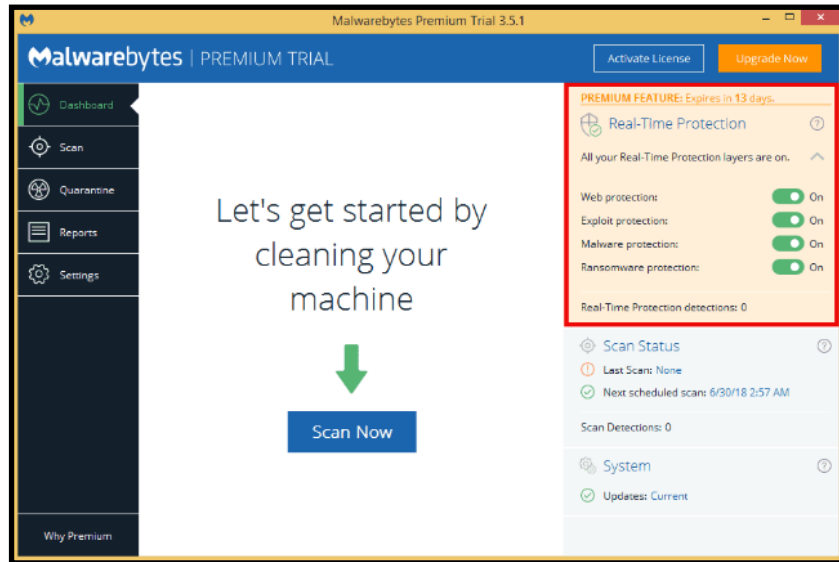 Malwarebytes Premium Trial 3.5.1
Malwarebytes | PREMIUM TRIAL
Activate License
Upgrade Now
Dashboard
Scan
Quarantine
Reports
Settings
Why Premium
Let's get started by
cleaning your
machine
Scan Now
PREMIUM FEATURE: Expires in 13 days.
Real-Time Protection
All your Real-Time Protection layers are on.
Web protection: On
Exploit protection: On
Malware protection: On
Ransomware protection: On
Real-Time Protection detections: 0
Scan Status
Last Scan: None
Next scheduled scan: 6/30/18 2:57 AM
Scan Detections: 0
System
Updates: Current